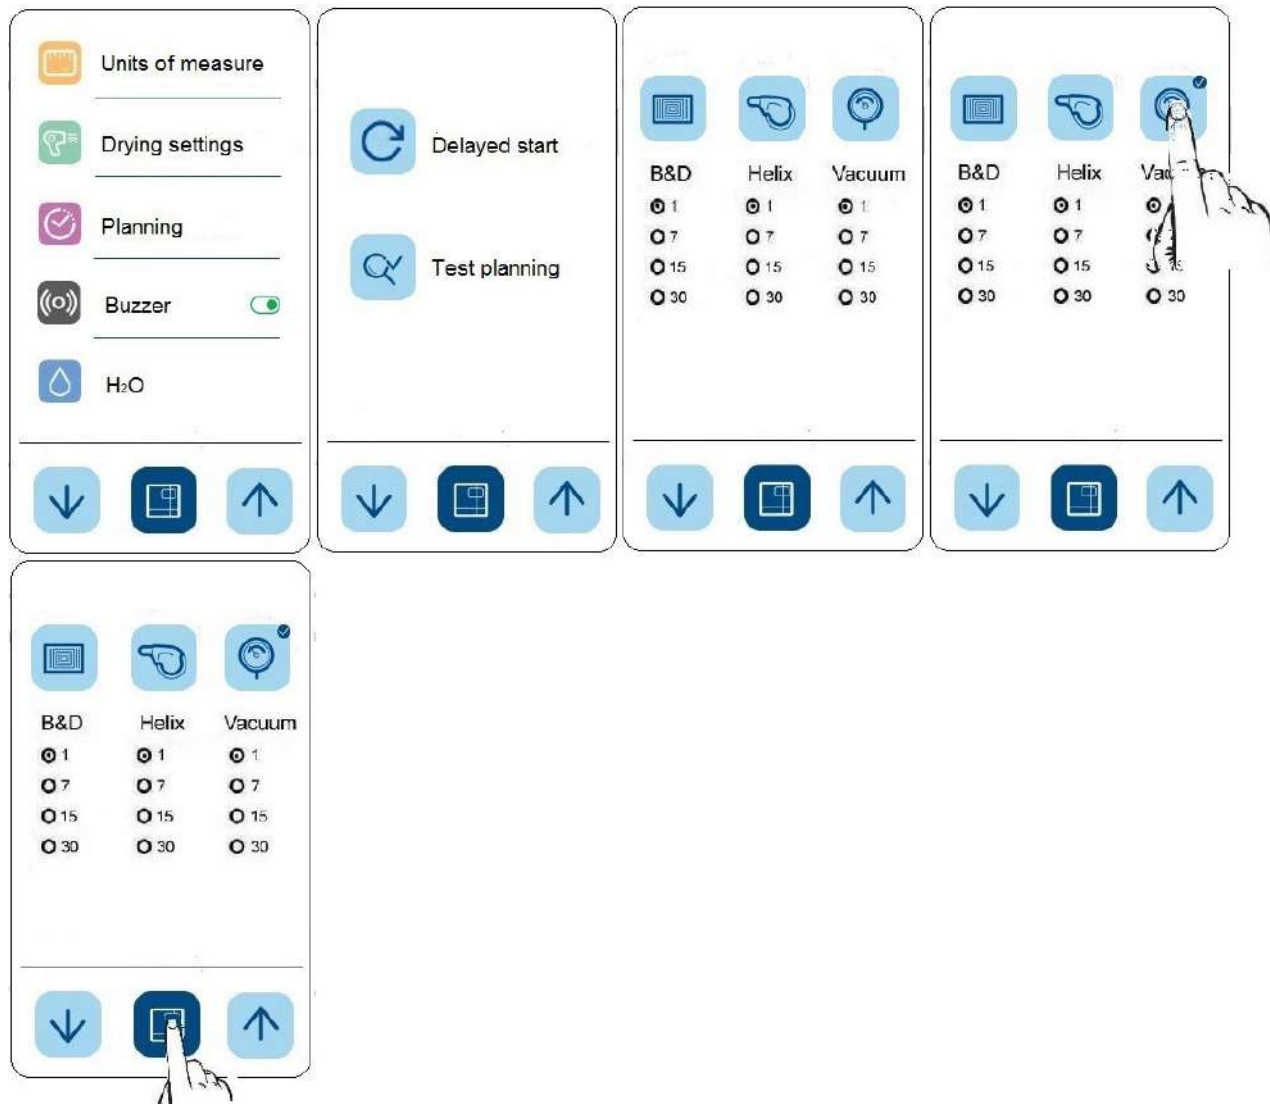 Units of measure
Drying settings
Planning
Buzzer
H₂O
Delayed start
Test planning
B&D Helix Vacuum
1 1 1
7 7 7
15 15 15
30 30 30
B&D Helix
1 1
7 7
15 15
30 30 30
B&D Helix Vacuum
1 1 1
7 7 7
15 15 15
30 30 30